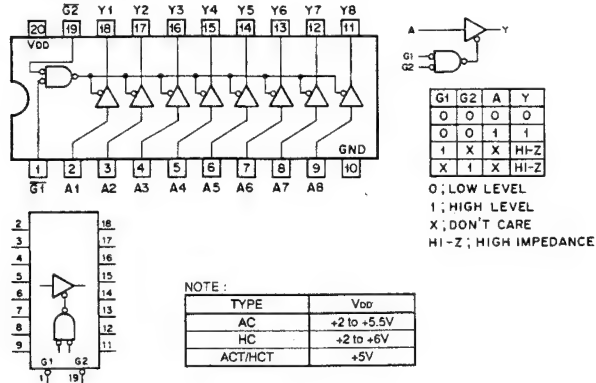 G2 Y1 Y2 Y3 Y4 Y5 Y6 Y7 Y8
20 19 18 17 16 15 14 13 12 11
VDD
GND
1 2 3 4 5 6 7 8 9 10
G1 A1 A2 A3 A4 A5 A6 A7 A8
A Y
G1
G2
G1 G2 A Y
0 0 0 0
0 0 1 1
1 X X HI-Z
X 1 X HI-Z
0 ; LOW LEVEL
1 ; HIGH LEVEL
X ; DON'T CARE
HI-Z ; HIGH IMPEDANCE
2 18
3 17
4 16
5 15
6 14
7 13
8 12
9 11
G1 G2
1 19
NOTE :
TYPE VDD
AC +2 to +5.5V
HC +2 to +6V
ACT/HCT +5V